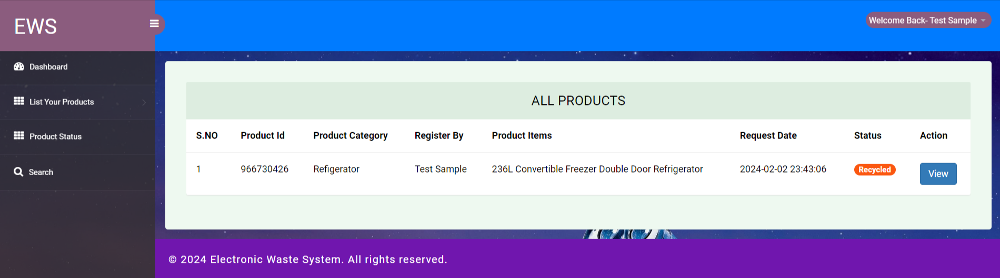 EWS
Welcome Back- Test Sample
Dashboard
List Your Products
Product Status
Search
ALL PRODUCTS
S.NO Product Id Product Category Register By Product Items Request Date Status Action
1 966730426 Refigerator Test Sample 236L Convertible Freezer Double Door Refrigerator 2024-02-02 23:43:06 Recycled View
© 2024 Electronic Waste System. All rights reserved.